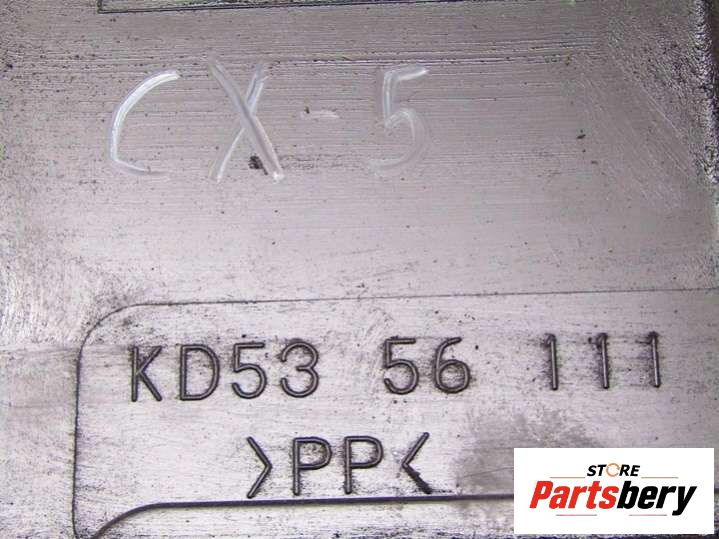 CX-5
KD53 56 111
>PP<
STORE
Partsbery